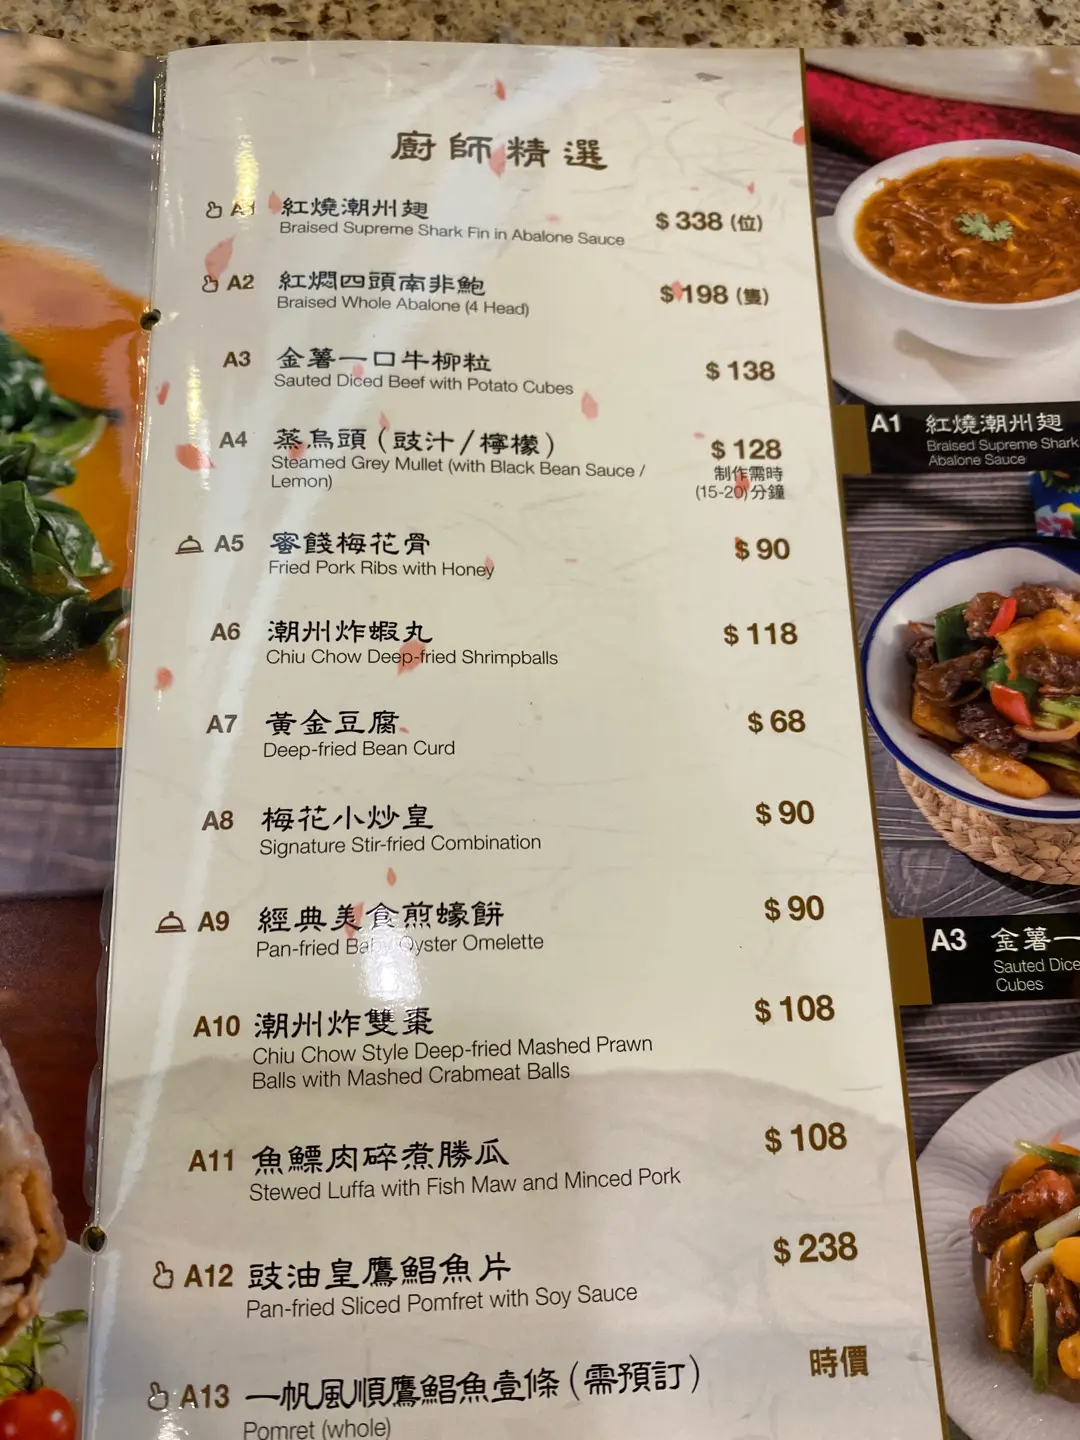 廚師精選
A1 紅燒潮州翅 $338 (位)
Braised Supreme Shark Fin in Abalone Sauce
A2 紅燜四頭南非鮑 $198 (隻)
Braised Whole Abalone (4 Head)
A3 金薯一口牛柳粒 $138
Sauted Diced Beef with Potato Cubes
A4 蒸烏頭(豉汁/檸檬) $128
Steamed Grey Mullet (with Black Bean Sauce /
Lemon)
制作需時
(15-20)分鐘
A5 蜜餞梅花骨 $90
Fried Pork Ribs with Honey
A6 潮州炸蝦丸 $118
Chiu Chow Deep-fried Shrimpballs
A7 黃金豆腐 $68
Deep-fried Bean Curd
A8 梅花小炒皇 $90
Signature Stir-fried Combination
A9 經典美食煎蠔餅 $90
Pan-fried Baby Oyster Omelette
A10 潮州炸雙棗 $108
Chiu Chow Style Deep-fried Mashed Prawn
Balls with Mashed Crabmeat Balls
A11 魚鰾肉碎煮勝瓜 $108
Stewed Luffa with Fish Maw and Minced Pork
A12 豉油皇鷹鯧魚片 $238
Pan-fried Sliced Pomfret with Soy Sauce
A13 一帆風順鷹鯧魚壹條(需預訂) 時價
Pomret (whole)
A1 紅燒潮州翅
Braised Supreme Shark
Abalone Sauce
A3 金薯一
Sauted Dice
Cubes